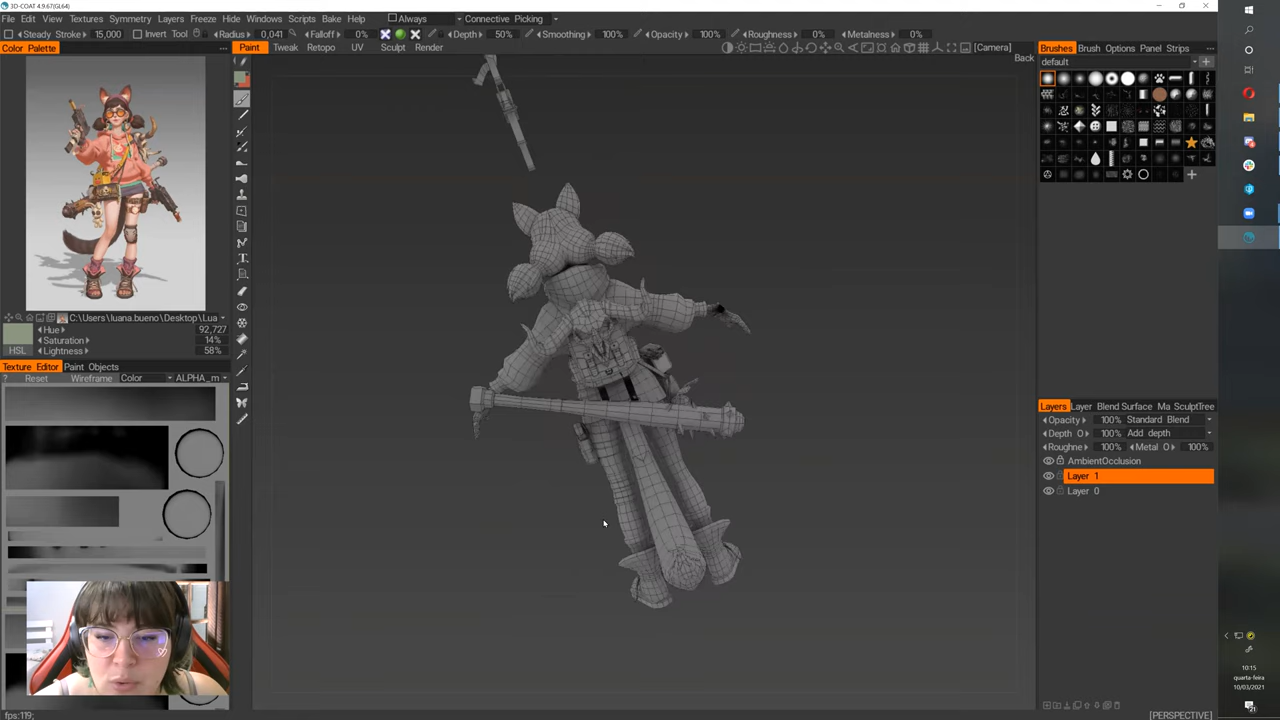 3D-COAT 4.9.67(GL64)
File Edit View Textures Symmetry Layers Freeze Hide Windows Scripts Bake Help Always Connective Picking
Steady Stroke 15,000 Invert Tool Radius 0,041 Falloff 0% Depth 50% Smoothing 100% Opacity 100% Roughness 0% Metalness 0%
Color Palette Paint Tweak Retopo UV Sculpt Render [Camera] Brushes Brush Options Panel Strips
Back
default
C:\Users\luana.bueno\Desktop\Lua
Hue 92,727
Saturation 14%
HSL Lightness 58%
Texture Editor Paint Objects
? Reset Wireframe Color ALPHA_m
Layers Layer Blend Surface Ma SculptTree
Opacity 100% Standard Blend
Depth O 100% Add depth
Roughne 100% Metal O 100%
AmbientOcclusion
Layer 1
Layer 0
10:15
quarta-feira
10/03/2021
21
fps:119;
[PERSPECTIVE]